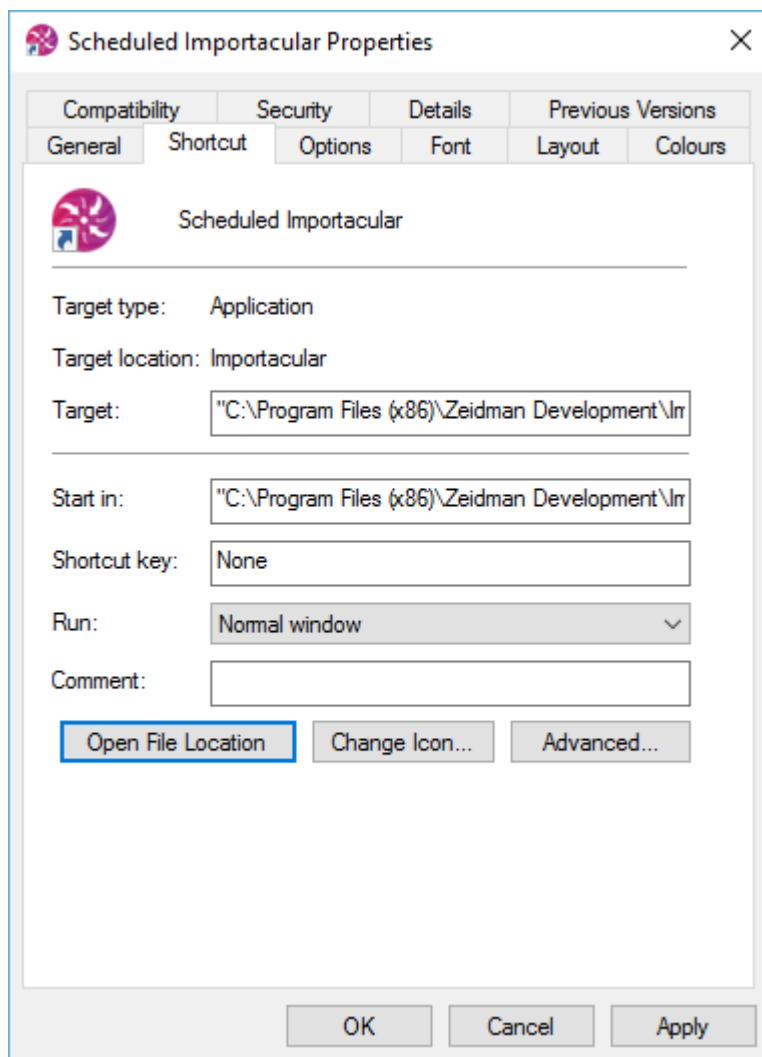 Scheduled Importacular Properties
Compatibility Security Details Previous Versions
General Shortcut Options Font Layout Colours
Scheduled Importacular
Target type: Application
Target location: Importacular
Target: "C:\Program Files (x86)\Zeidman Development\Im
Start in: "C:\Program Files (x86)\Zeidman Development\Im
Shortcut key: None
Run: Normal window
Comment:
Open File Location Change Icon... Advanced...
OK Cancel Apply